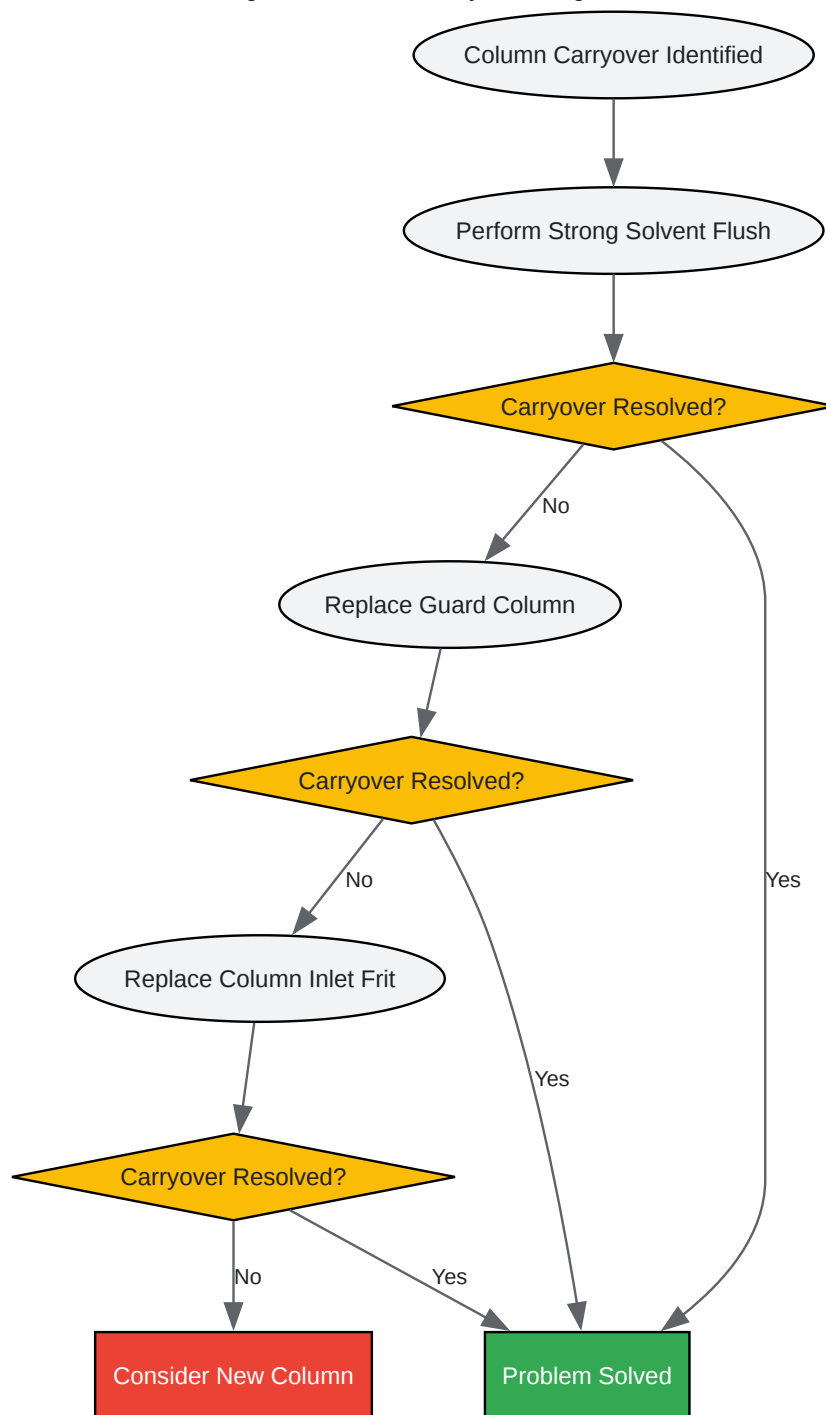 Column Carryover Identified
Perform Strong Solvent Flush
Carryover Resolved?
No
Replace Guard Column
Carryover Resolved?
No
Yes
Replace Column Inlet Frit
Yes
Carryover Resolved?
No
Yes
Consider New Column
Problem Solved